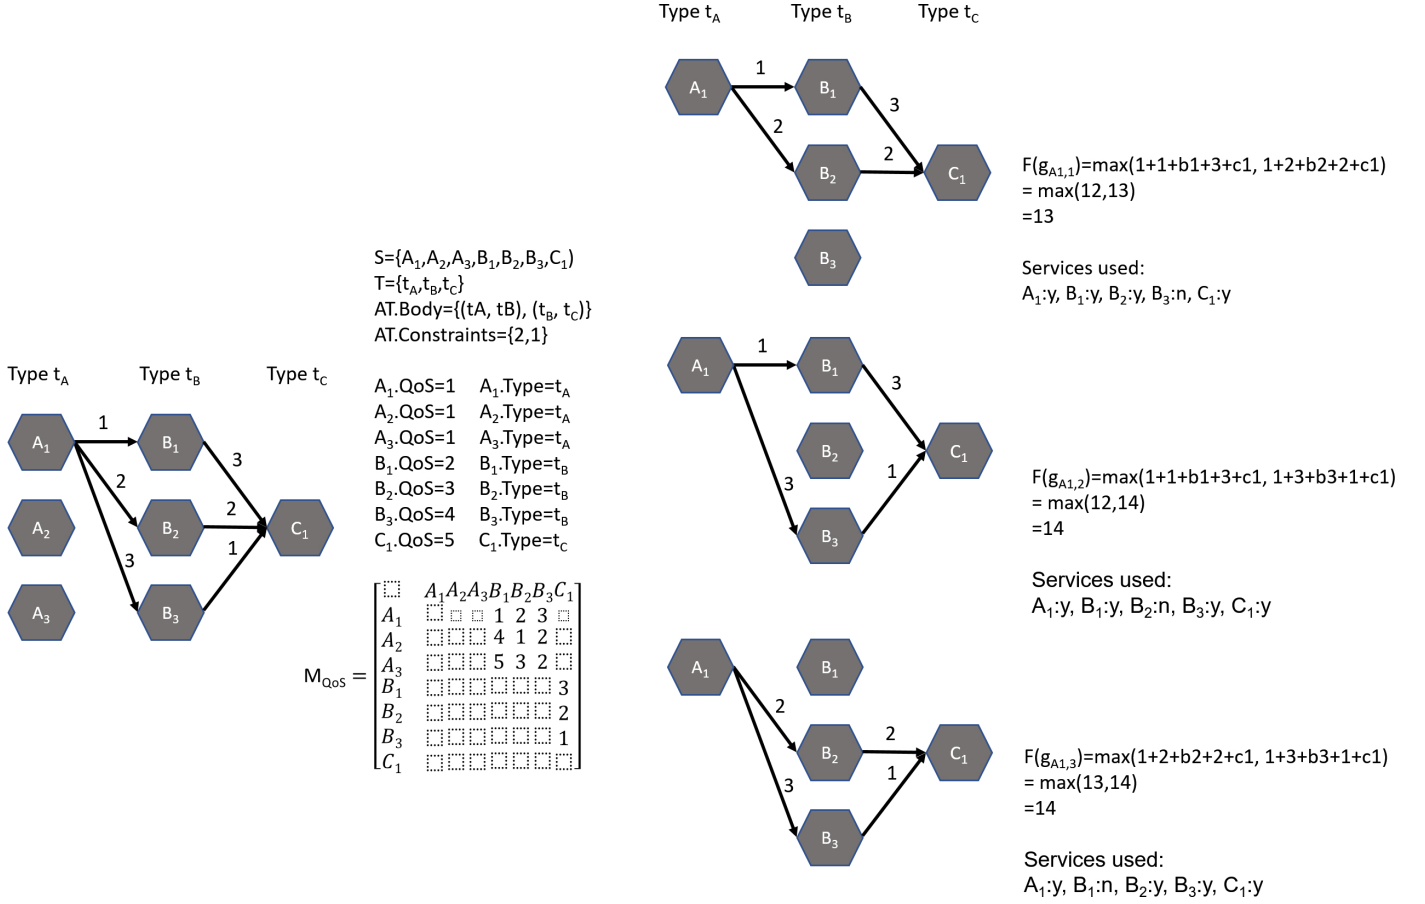 Type tA Type tB Type tC
A1
A2
A3
B1
B2
B3
C1
1
2
3
3
2
1
S={A1,A2,A3,B1,B2,B3,C1)
T={tA,tB,tC}
AT.Body={(tA, tB), (tB, tC)}
AT.Constraints={2,1}
A1.QoS=1 A1.Type=tA
A2.QoS=1 A2.Type=tA
A3.QoS=1 A3.Type=tA
B1.QoS=2 B1.Type=tB
B2.QoS=3 B2.Type=tB
B3.QoS=4 B3.Type=tB
C1.QoS=5 C1.Type=tC
MQoS =
A1 A2 A3 B1 B2 B3 C1
A1 1 2 3
A2 4 1 2
A3 5 3 2
B1 3
B2 2
B3 1
C1
Type tA Type tB Type tC
A1
B1
B2
B3
C1
1
2
3
2
F(gA1,1)=max(1+1+b1+3+c1, 1+2+b2+2+c1)
= max(12,13)
=13
Services used:
A1:y, B1:y, B2:y, B3:n, C1:y
A1
B1
B2
B3
C1
1
3
3
1
F(gA1,2)=max(1+1+b1+3+c1, 1+3+b3+1+c1)
= max(12,14)
=14
Services used:
A1:y, B1:y, B2:n, B3:y, C1:y
A1
B1
B2
B3
C1
2
3
2
1
F(gA1,3)=max(1+2+b2+2+c1, 1+3+b3+1+c1)
= max(13,14)
=14
Services used:
A1:y, B1:n, B2:y, B3:y, C1:y